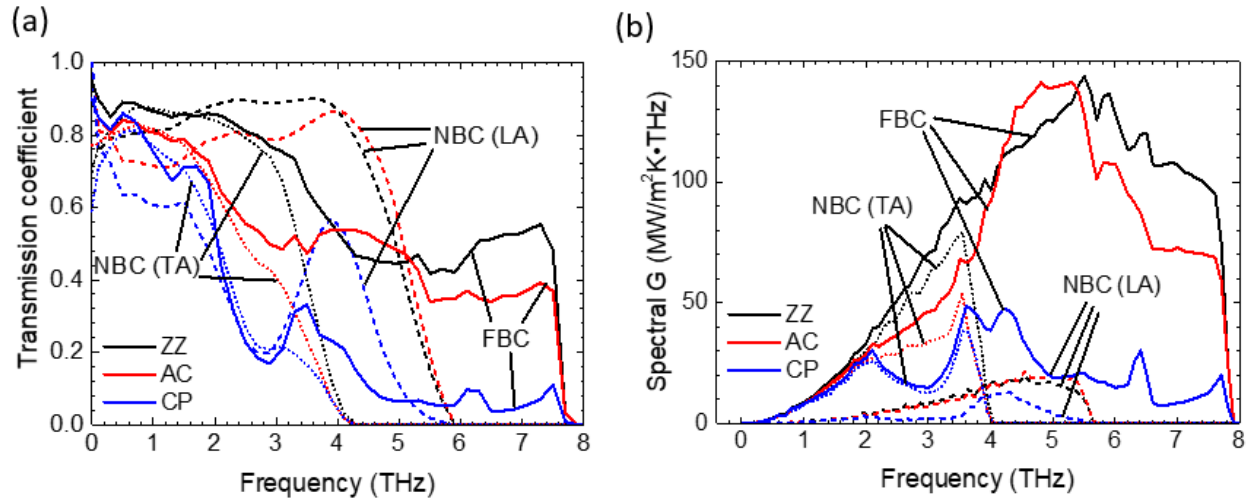 (a)
1.0
0.8
0.6
0.4
0.2
0.0
Transmission coefficient
NBC (LA)
NBC (TA)
FBC
ZZ
AC
CP
0 1 2 3 4 5 6 7 8
Frequency (THz)
(b)
150
100
50
0
Spectral G (MW/m²K•THz)
FBC
NBC (TA)
NBC (LA)
ZZ
AC
CP
0 1 2 3 4 5 6 7 8
Frequency (THz)